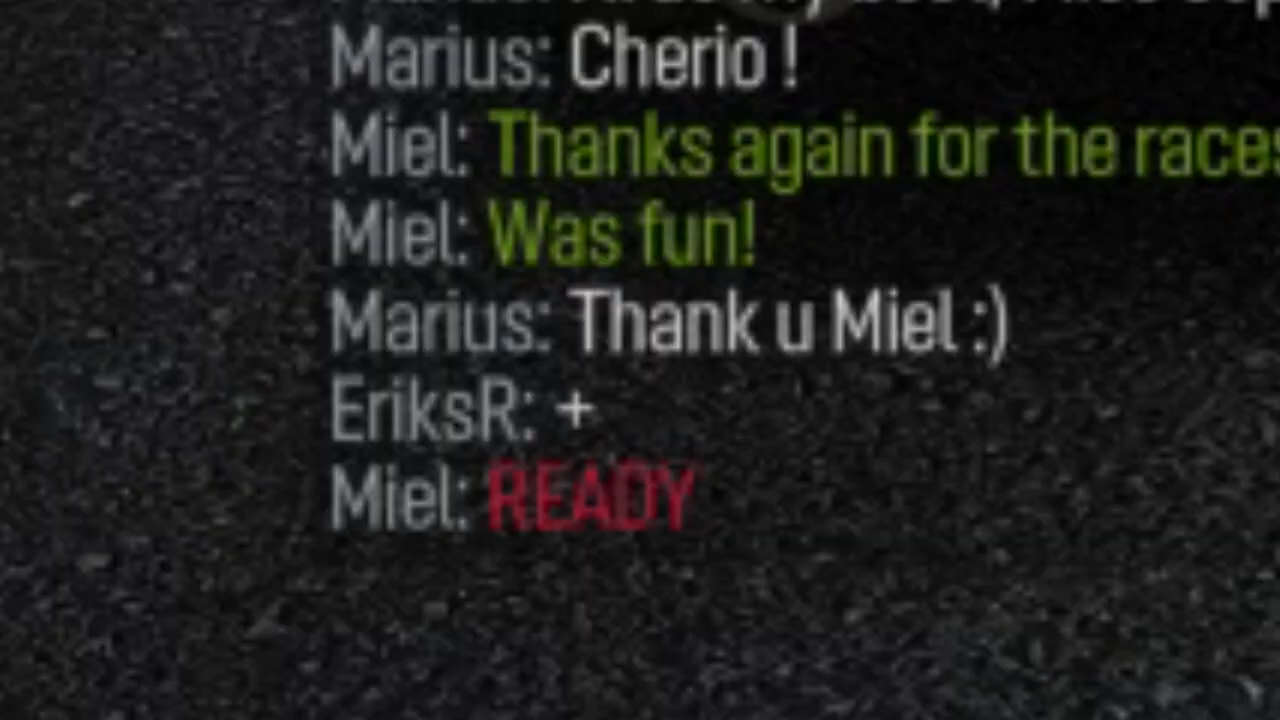 Marius: Cherio !
Miel: Thanks again for the races
Miel: Was fun!
Marius: Thank u Miel :)
EriksR: +
Miel: READY